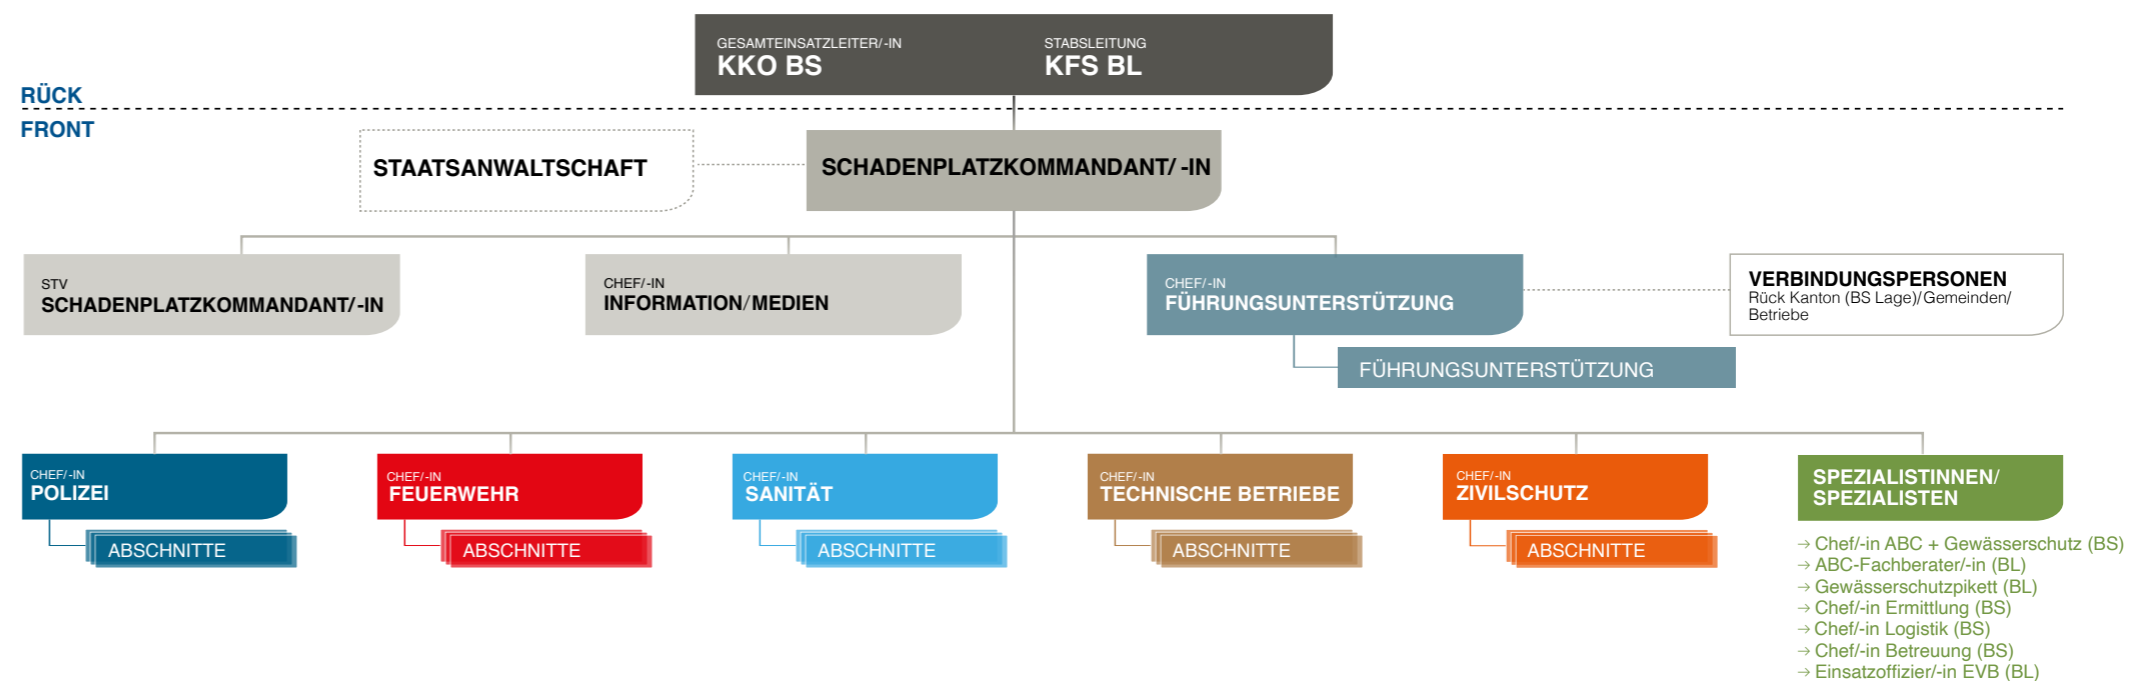 GESAMTEINSATZLEITER/-IN
KKO BS
STABSLEITUNG
KFS BL
RÜCK
FRONT
STAATSANWALTSCHAFT
SCHADENPLATZKOMMANDANT/ -IN
STV
SCHADENPLATZKOMMANDANT/-IN
CHEF/-IN
INFORMATION/MEDIEN
CHEF/-IN
FÜHRUNGSUNTERSTÜTZUNG
VERBINDUNGSPERSONEN
Rück Kanton (BS Lage)/Gemeinden/
Betriebe
FÜHRUNGSUNTERSTÜTZUNG
CHEF/-IN
POLIZEI
ABSCHNITTE
CHEF/-IN
FEUERWEHR
ABSCHNITTE
CHEF/-IN
SANITÄT
ABSCHNITTE
CHEF/-IN
TECHNISCHE BETRIEBE
ABSCHNITTE
CHEF/-IN
ZIVILSCHUTZ
ABSCHNITTE
SPEZIALISTINNEN/
SPEZIALISTEN
→ Chef/-in ABC + Gewässerschutz (BS)
→ ABC-Fachberater/-in (BL)
→ Gewässerschutzpikett (BL)
→ Chef/-in Ermittlung (BS)
→ Chef/-in Logistik (BS)
→ Chef/-in Betreuung (BS)
→ Einsatzoffizier/-in EVB (BL)